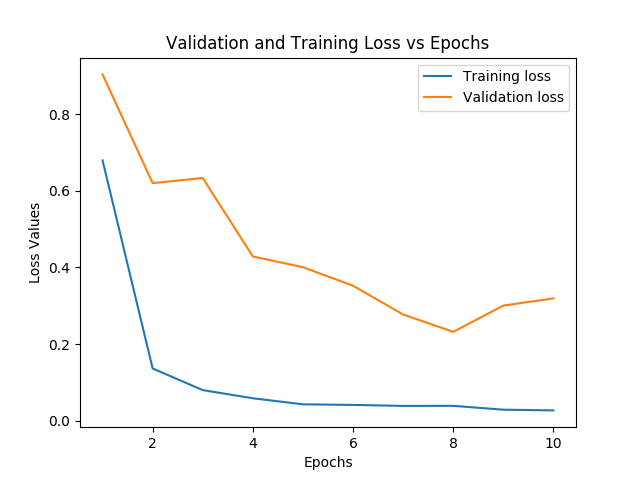 Validation and Training Loss vs Epochs
Training loss
Validation loss
0.8
0.6
0.4
0.2
0.0
Loss Values
2 4 6 8 10
Epochs